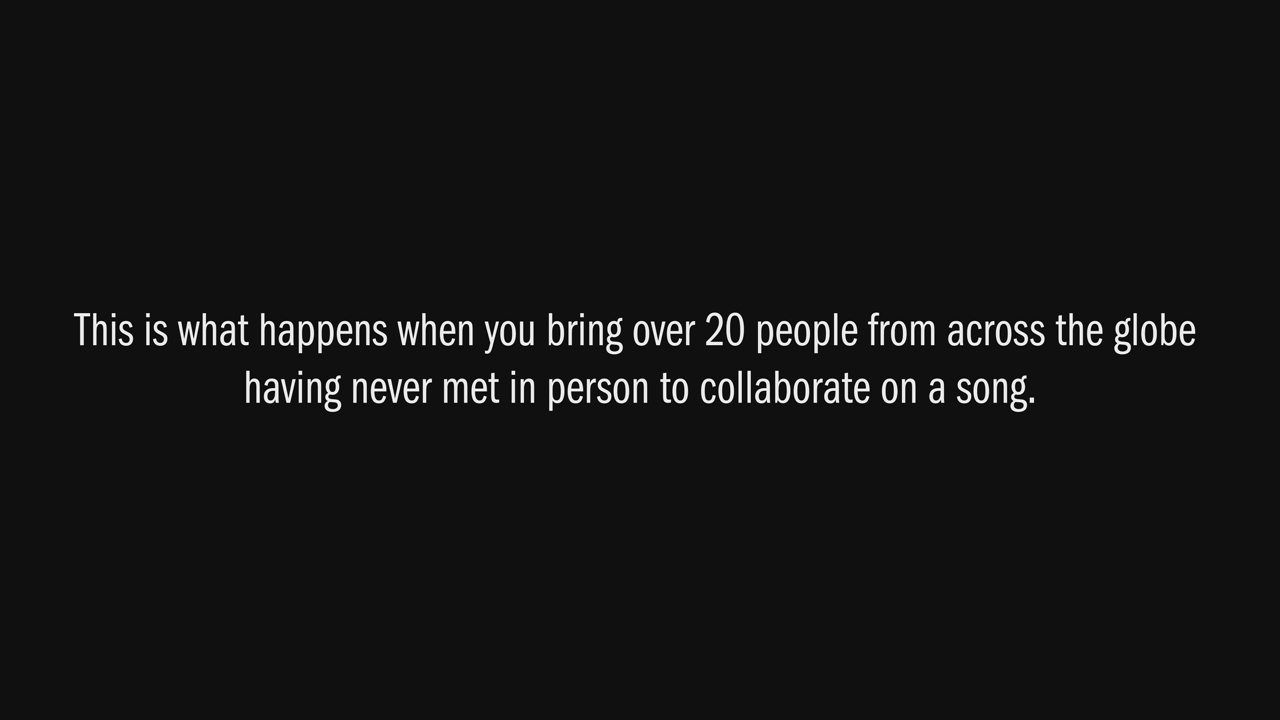 This is what happens when you bring over 20 people from across the globe
having never met in person to collaborate on a song.